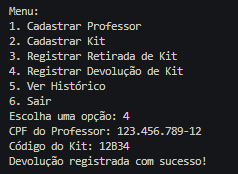 Menu:
1. Cadastrar Professor
2. Cadastrar Kit
3. Registrar Retirada de Kit
4. Registrar Devolução de Kit
5. Ver Histórico
6. Sair
Escolha uma opção: 4
CPF do Professor: 123.456.789-12
Código do Kit: 12B34
Devolução registrada com sucesso!